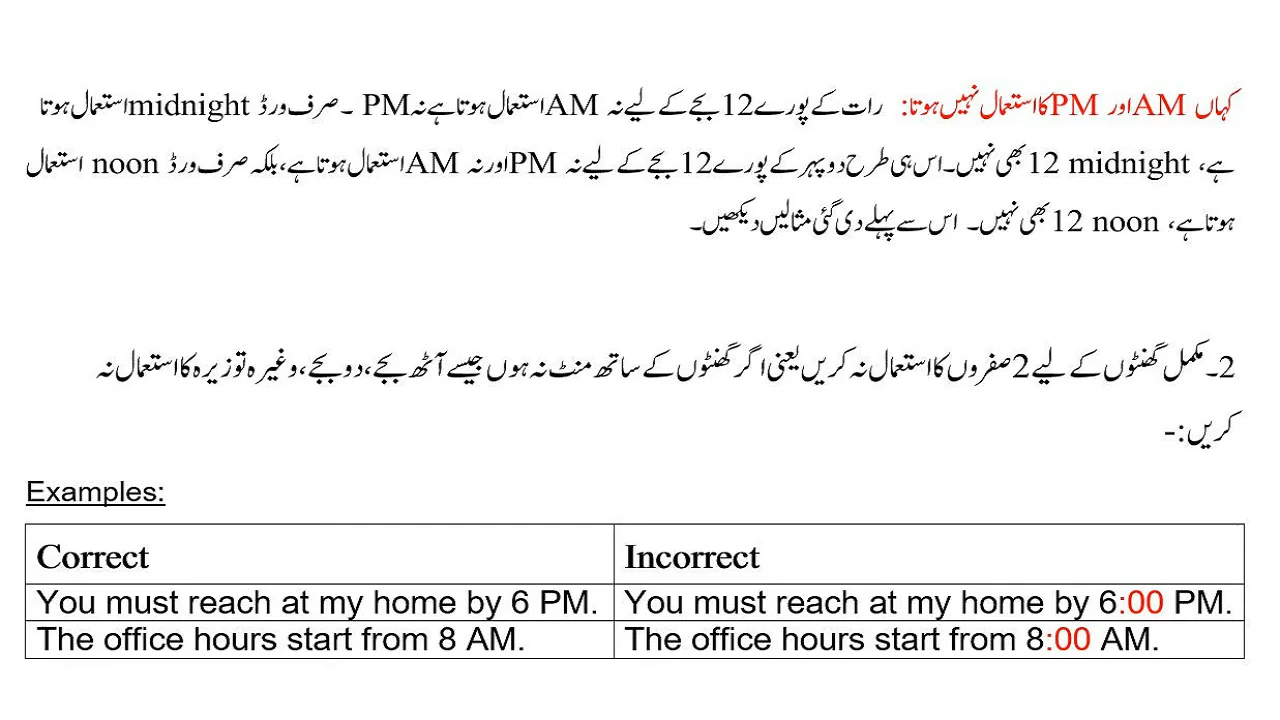 کہاں AM اور PM کا استعمال نہیں ہوتا: رات کے پورے 12 بجے کے لیے نہ AM استعمال ہوتا ہے نہ PM ۔ صرف ورڈ midnight استعمال ہوتا
ہے، 12 midnight بھی نہیں۔ اس ہی طرح دوپہر کے پورے 12 بجے کے لیے نہ PM اور نہ AM استعمال ہوتا ہے، بلکہ صرف ورڈ noon استعمال
ہوتا ہے، 12 noon بھی نہیں۔ اس سے پہلے دی گئی مثالیں دیکھیں۔
2۔ مکمل گھنٹوں کے لیے 2 صفروں کا استعمال نہ کریں یعنی اگر گھنٹوں کے ساتھ منٹ نہ ہوں جیسے آٹھ بجے، دو بجے، وغیرہ تو زیرہ کا استعمال نہ
کریں:-
Examples:
Correct Incorrect
You must reach at my home by 6 PM. You must reach at my home by 6:00 PM.
The office hours start from 8 AM. The office hours start from 8:00 AM.